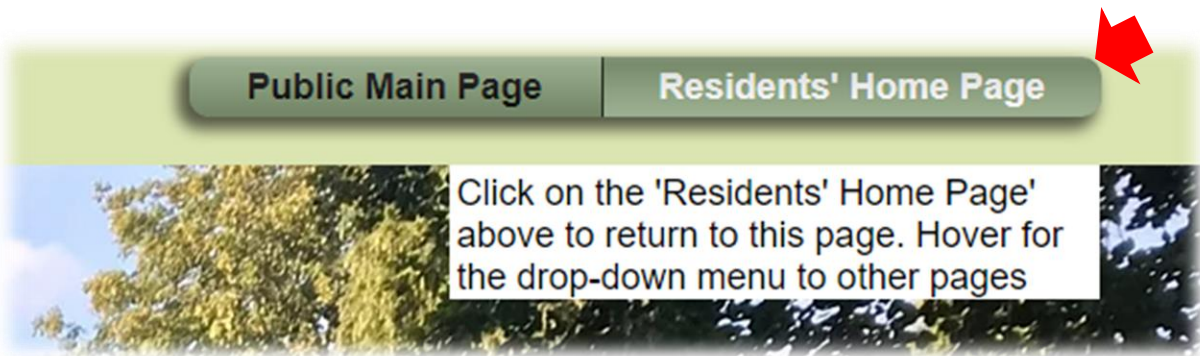 Public Main Page Residents' Home Page
Click on the 'Residents' Home Page'
above to return to this page. Hover for
the drop-down menu to other pages